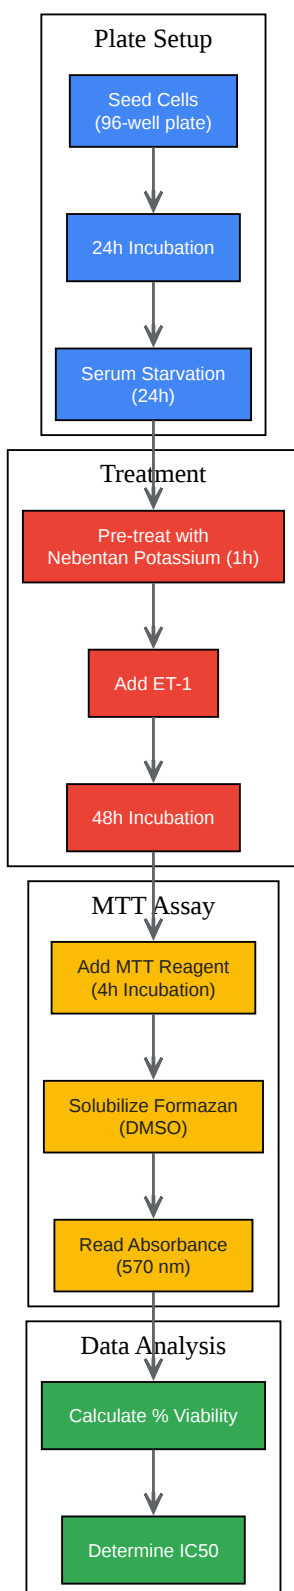 Plate Setup
Seed Cells
(96-well plate)
24h Incubation
Serum Starvation
(24h)
Treatment
Pre-treat with
Nebentan Potassium (1h)
Add ET-1
48h Incubation
MTT Assay
Add MTT Reagent
(4h Incubation)
Solubilize Formazan
(DMSO)
Read Absorbance
(570 nm)
Data Analysis
Calculate % Viability
Determine IC50